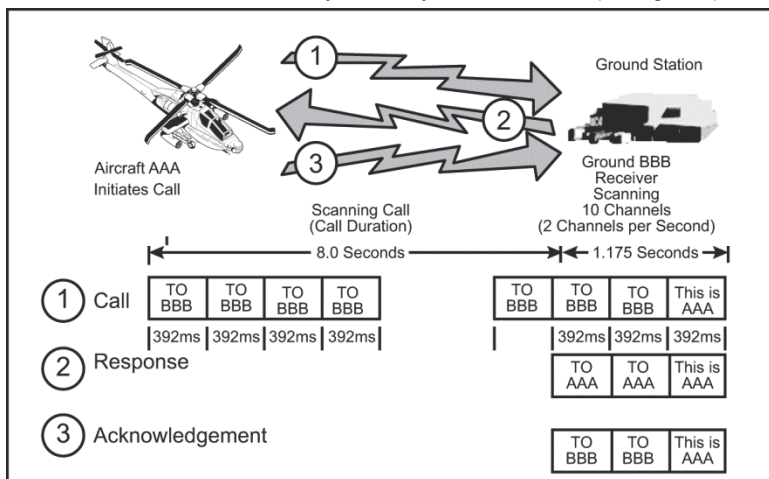 1
Ground Station
2
3
Aircraft AAA
Initiates Call
Ground BBB
Receiver
Scanning
10 Channels
(2 Channels per Second)
Scanning Call
(Call Duration)
8.0 Seconds
1.175 Seconds
1 Call
TO BBB TO BBB TO BBB TO BBB TO BBB TO BBB TO BBB This is AAA
392ms 392ms 392ms 392ms 392ms 392ms 392ms
2 Response
TO AAA TO AAA This is AAA
3 Acknowledgement
TO BBB TO BBB This is AAA